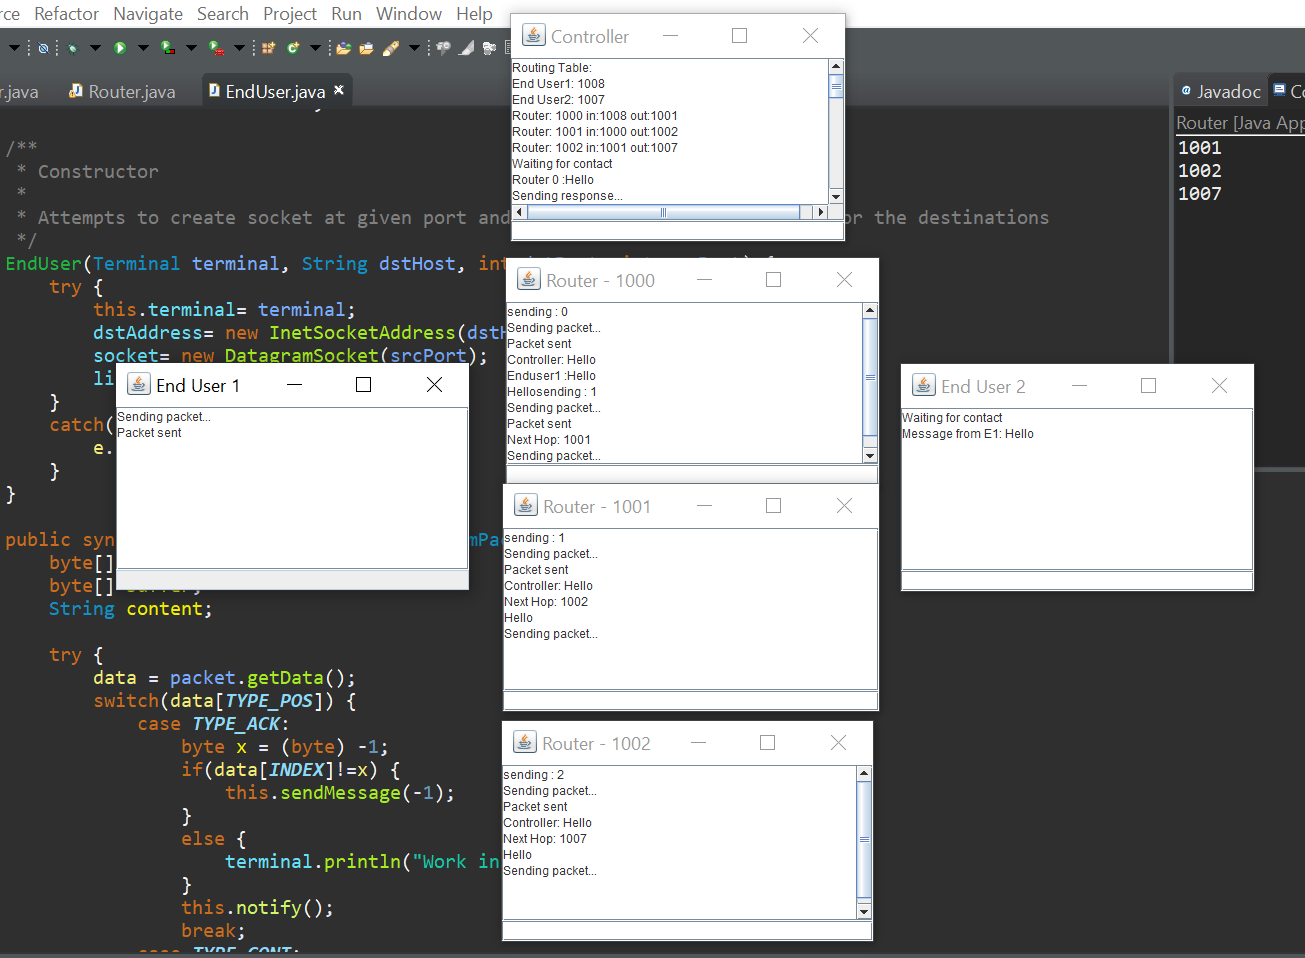 rce Refactor Navigate Search Project Run Window Help
r.java Router.java EndUser.java
/**
* Constructor
*
* Attempts to create socket at given port and
or the destinations
*/
EndUser(Terminal terminal, String dstHost, int
try {
this.terminal= terminal;
dstAddress= new InetSocketAddress(dstH
socket= new DatagramSocket(srcPort);
li
}
catch(
e.
}
}
public syn
mPa
byte[]
byte[]
String content;
try {
data = packet.getData();
switch(data[TYPE_POS]) {
case TYPE_ACK:
byte x = (byte) -1;
if(data[INDEX]!=x) {
this.sendMessage(-1);
}
else {
terminal.println("Work in
}
this.notify();
break;
case TYPE_CONT:
Controller
Routing Table:
End User1: 1008
End User2: 1007
Router: 1000 in:1008 out:1001
Router: 1001 in:1000 out:1002
Router: 1002 in:1001 out:1007
Waiting for contact
Router 0 :Hello
Sending response...
Router - 1000
sending : 0
Sending packet...
Packet sent
Controller: Hello
Enduser1 :Hello
Hellosending : 1
Sending packet...
Packet sent
Next Hop: 1001
Sending packet...
End User 1
Sending packet...
Packet sent
Router - 1001
sending : 1
Sending packet...
Packet sent
Controller: Hello
Next Hop: 1002
Hello
Sending packet...
Router - 1002
sending : 2
Sending packet...
Packet sent
Controller: Hello
Next Hop: 1007
Hello
Sending packet...
End User 2
Waiting for contact
Message from E1: Hello
Javadoc Co
Router [Java App
1001
1002
1007